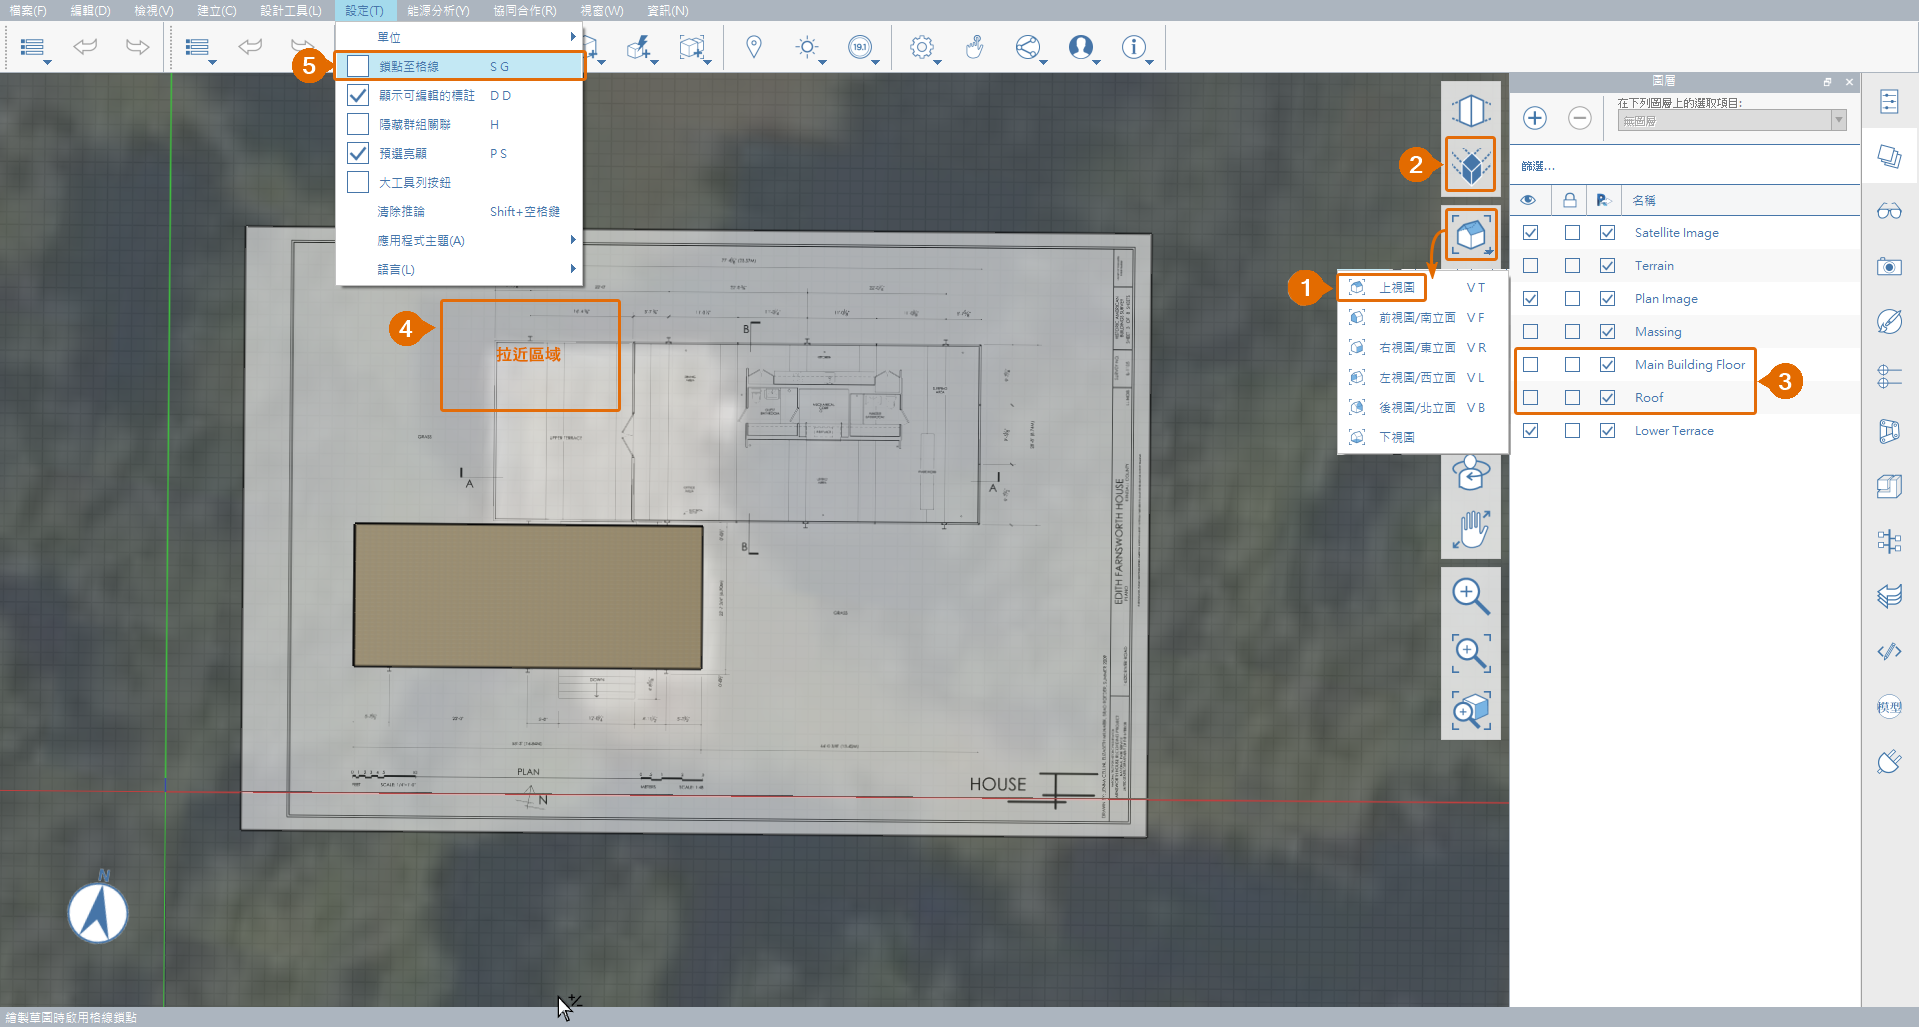 檔案(F) 編輯(D) 檢視(V) 建立(C) 設計工具(L) 設定(T) 能源分析(Y) 協同合作(R) 視窗(W) 資訊(N)
單位
鎖點至格線 S G
顯示可編輯的標註 D D
隱藏群組關聯 H
預選亮顯 P S
大工具列按鈕
清除推論 Shift+空格鍵
應用程式主題(A)
語言(L)
5
19.1
圖層
在下列圖層上的選取項目:
無圖層
篩選...
名稱
Satellite Image
Terrain
Plan Image
Massing
Main Building Floor
Roof
Lower Terrace
2
1
3
4
上視圖 V T
前視圖/南立面 V F
右視圖/東立面 V R
左視圖/西立面 V L
後視圖/北立面 V B
下視圖
拉近區域
B
GRASS
UPPER TERRACE
A
A
B
GRASS
DOWN
PLAN
N
HOUSE
EDITH FARNSWORTH HOUSE
模型
N
繪製草圖時啟用格線鎖點